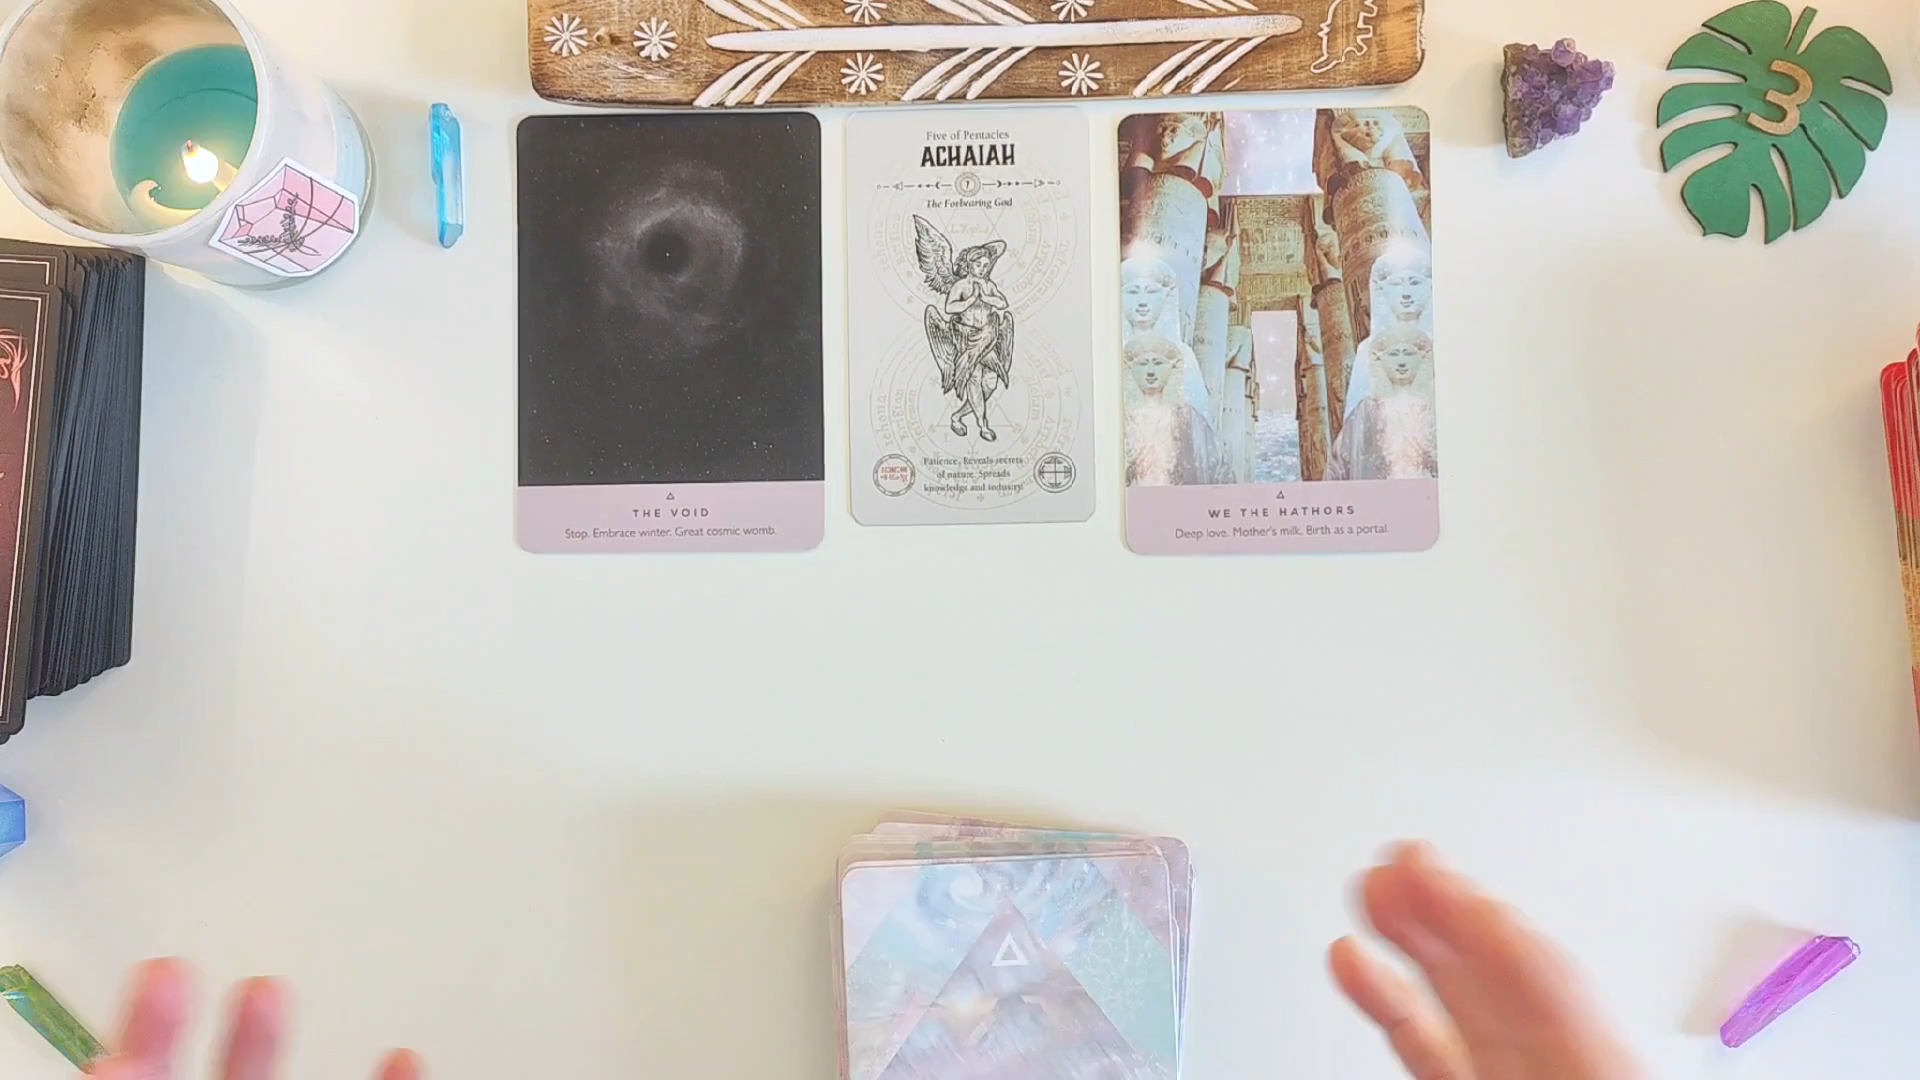 3
Five of Pentacles
ACHAIAH
7
The Forbearing God
Patience. Reveals secrets
of nature. Spreads
knowledge and industry.
THE VOID
Stop. Embrace winter. Great cosmic womb.
WE THE HATHORS
Deep love. Mother's milk. Birth as a portal.